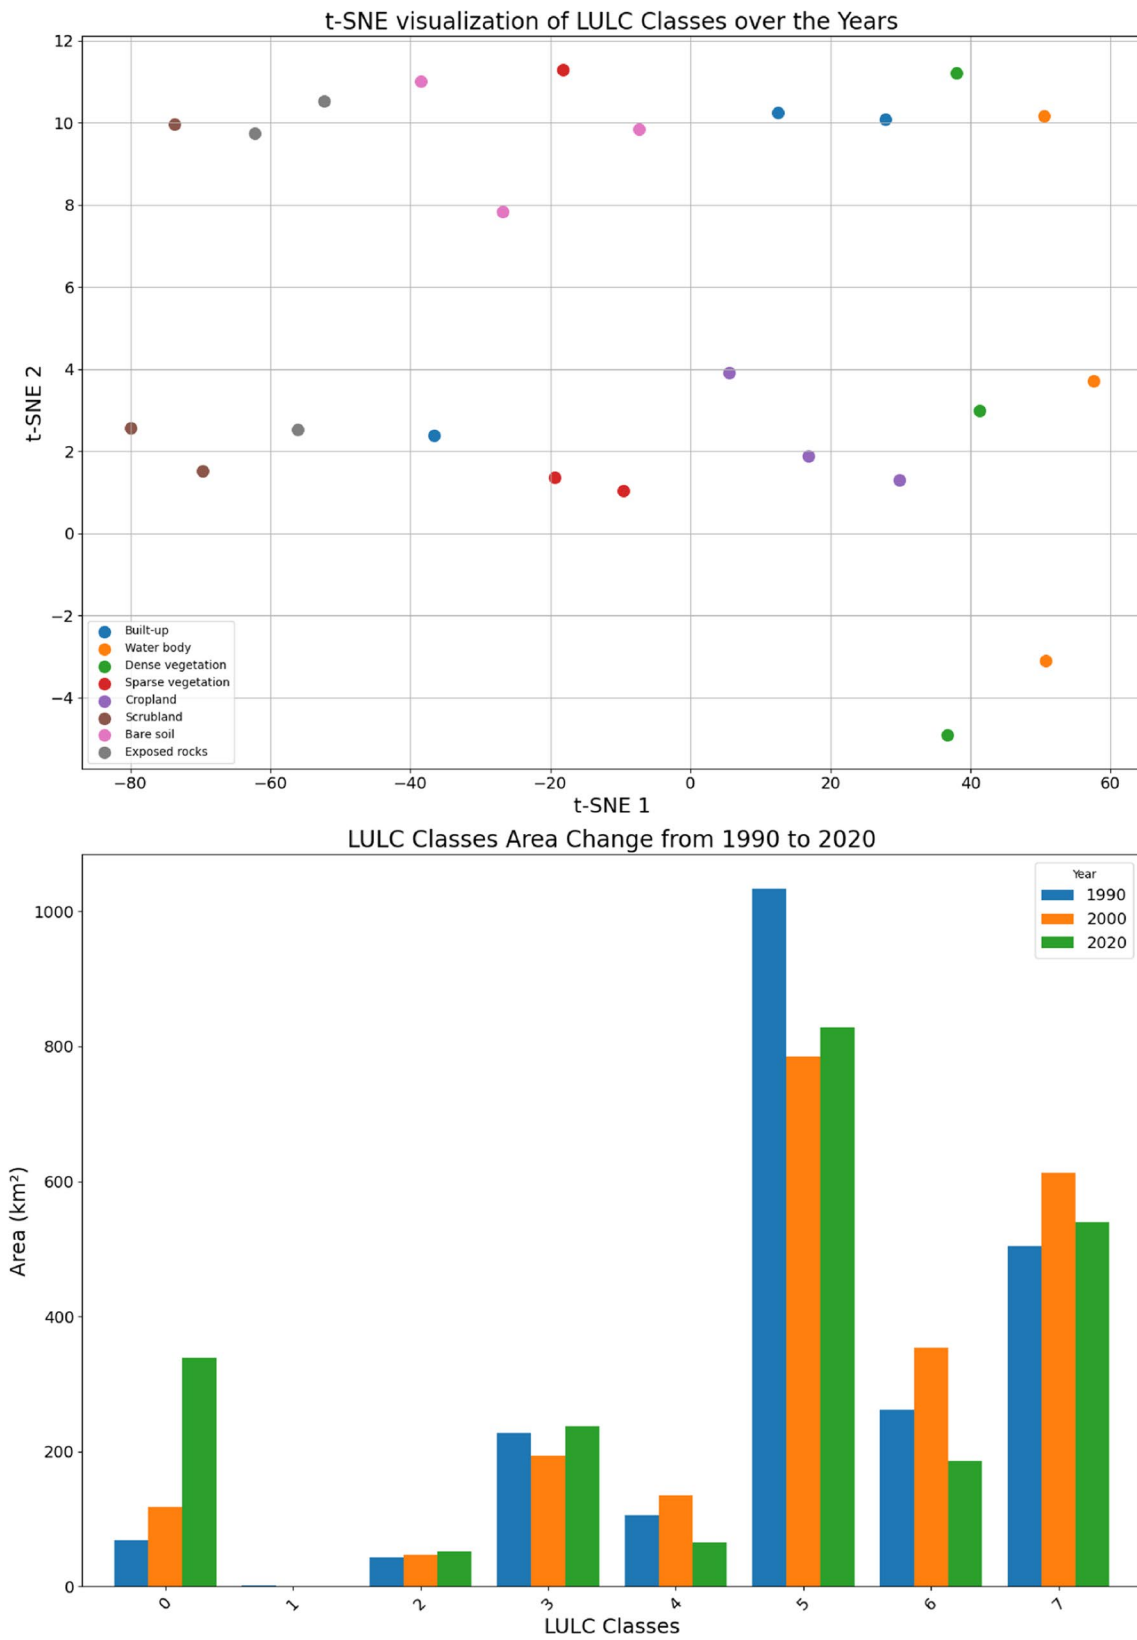 t-SNE visualization of LULC Classes over the Years
12
10
8
6
4
2
0
−2
−4
t-SNE 2
Built-up
Water body
Dense vegetation
Sparse vegetation
Cropland
Scrubland
Bare soil
Exposed rocks
−80 −60 −40 −20 0 20 40 60
t-SNE 1
LULC Classes Area Change from 1990 to 2020
Year
1990
2000
2020
1000
800
600
400
200
0
Area (km²)
0 1 2 3 4 5 6 7
LULC Classes